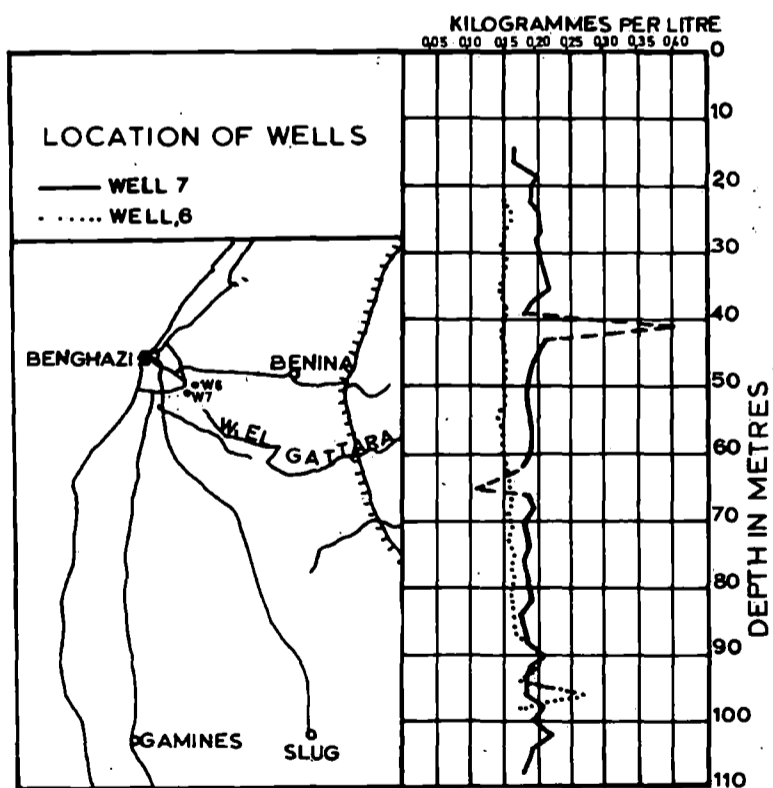 KILOGRAMMES PER LITRE
0,05 0,10 0,15 0,20 0,25 0,30 0,35 0,40
LOCATION OF WELLS
WELL 7
WELL,6
BENGHAZI
BENINA
W6
W7
W. EL GATTARA
GAMINES
SLUG
0
10
20
30
40
50
60
70
80
90
100
110
DEPTH IN METRES